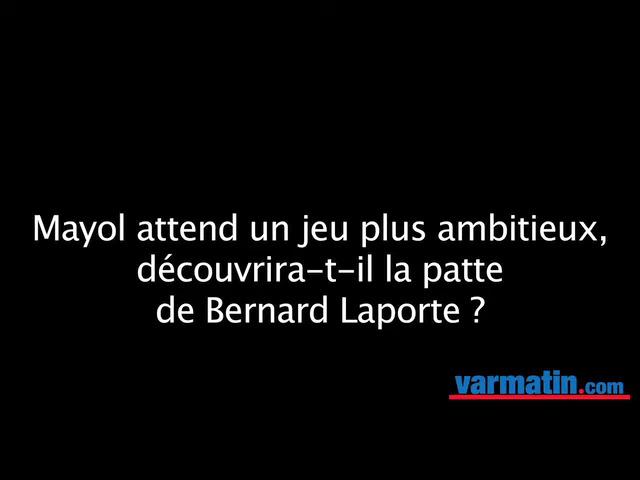 Mayol attend un jeu plus ambitieux,
découvrira-t-il la patte
de Bernard Laporte ?
varmatin.com